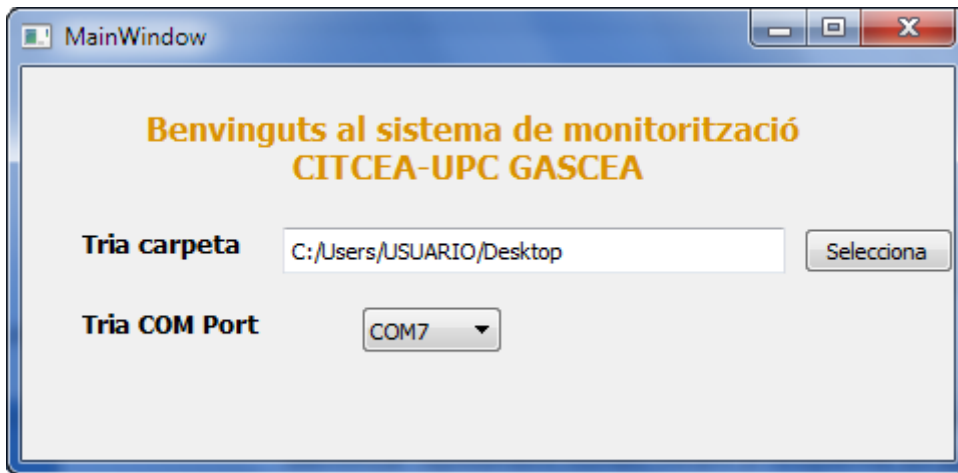 MainWindow
Benvinguts al sistema de monitorització
CITCEA-UPC GASCEA
Tria carpeta C:/Users/USUARIO/Desktop Selecciona
Tria COM Port COM7